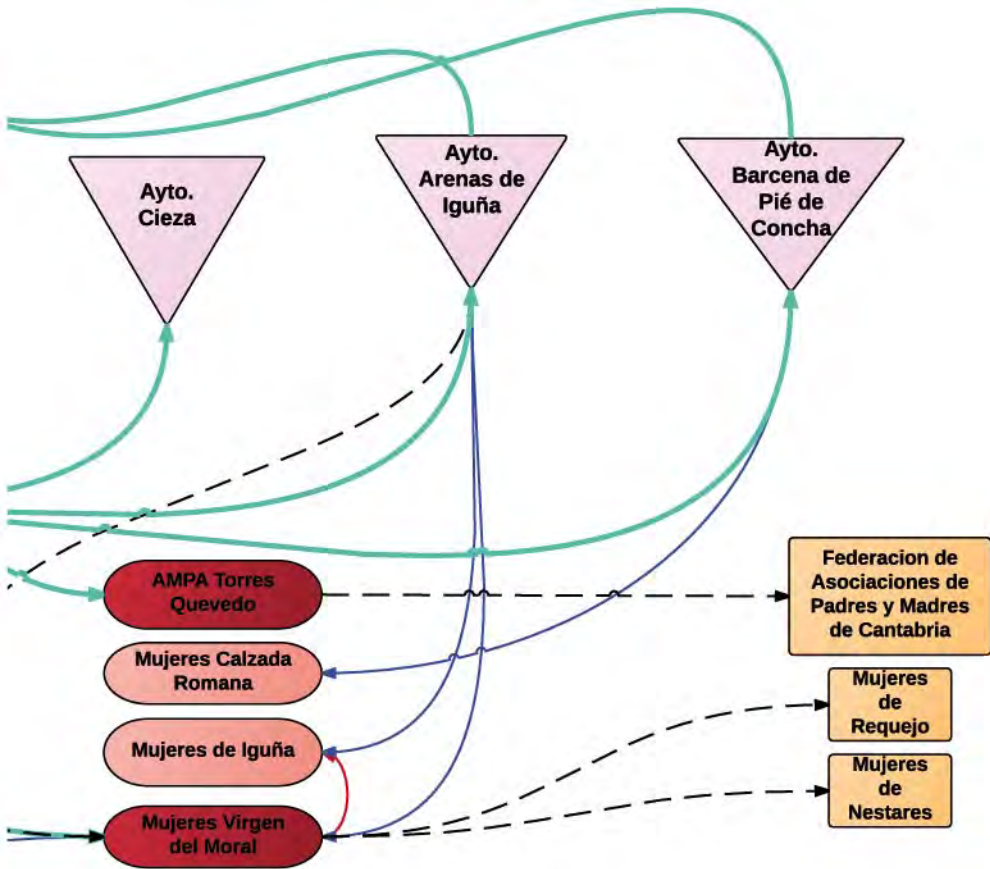 Ayto.
Cieza
Ayto.
Arenas de
Iguña
Ayto.
Barcena de
Pié de
Concha
AMPA Torres
Quevedo
Federacion de
Asociaciones de
Padres y Madres
de Cantabria
Mujeres Calzada
Romana
Mujeres
de
Requejo
Mujeres de Iguña
Mujeres
de
Nestares
Mujeres Virgen
del Moral